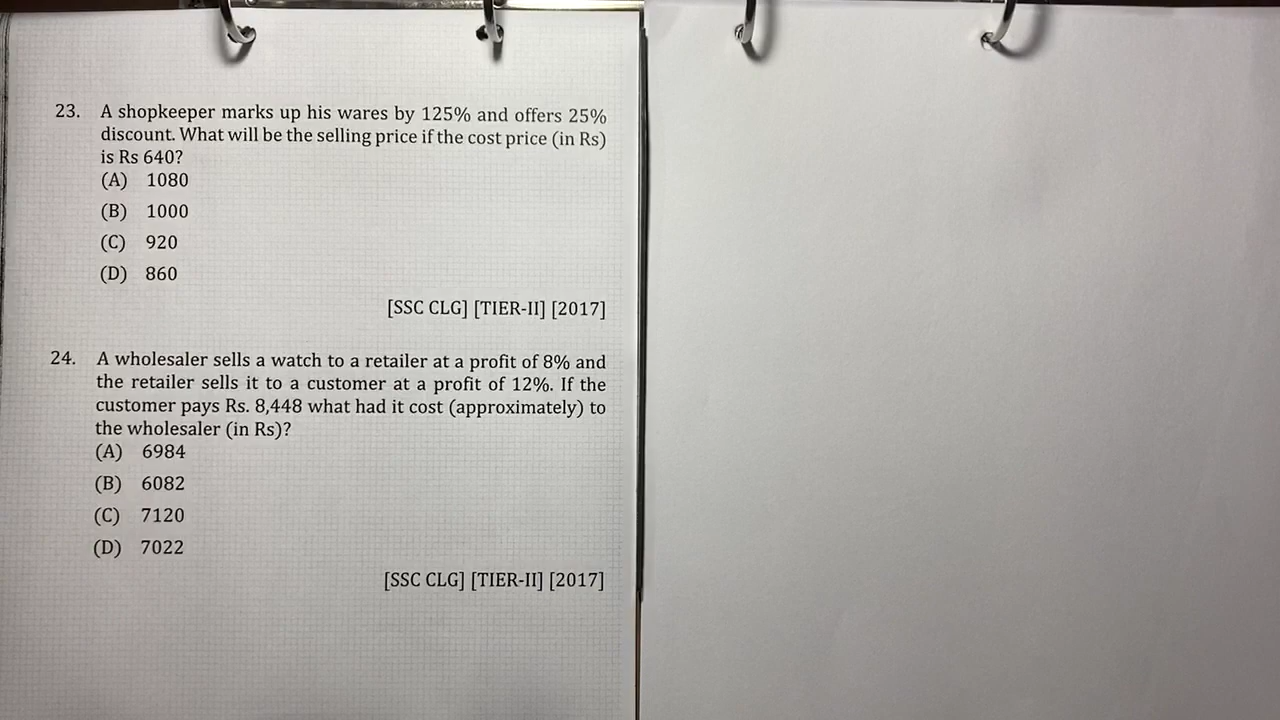 23. A shopkeeper marks up his wares by 125% and offers 25%
discount. What will be the selling price if the cost price (in Rs)
is Rs 640?
(A) 1080
(B) 1000
(C) 920
(D) 860
[SSC CLG] [TIER-II] [2017]
24. A wholesaler sells a watch to a retailer at a profit of 8% and
the retailer sells it to a customer at a profit of 12%. If the
customer pays Rs. 8,448 what had it cost (approximately) to
the wholesaler (in Rs)?
(A) 6984
(B) 6082
(C) 7120
(D) 7022
[SSC CLG] [TIER-II] [2017]